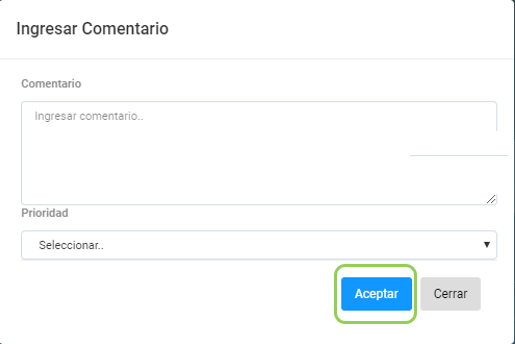 Ingresar Comentario
Comentario
Ingresar comentario..
Prioridad
Seleccionar..
Aceptar
Cerrar